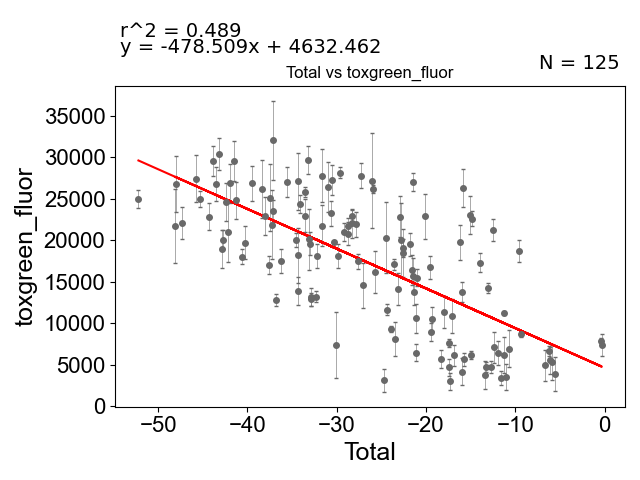 r^2 = 0.489
y = -478.509x + 4632.462
N = 125
Total vs toxgreen_fluor
35000
30000
25000
20000
15000
10000
5000
0
toxgreen_fluor
−50 −40 −30 −20 −10 0
Total